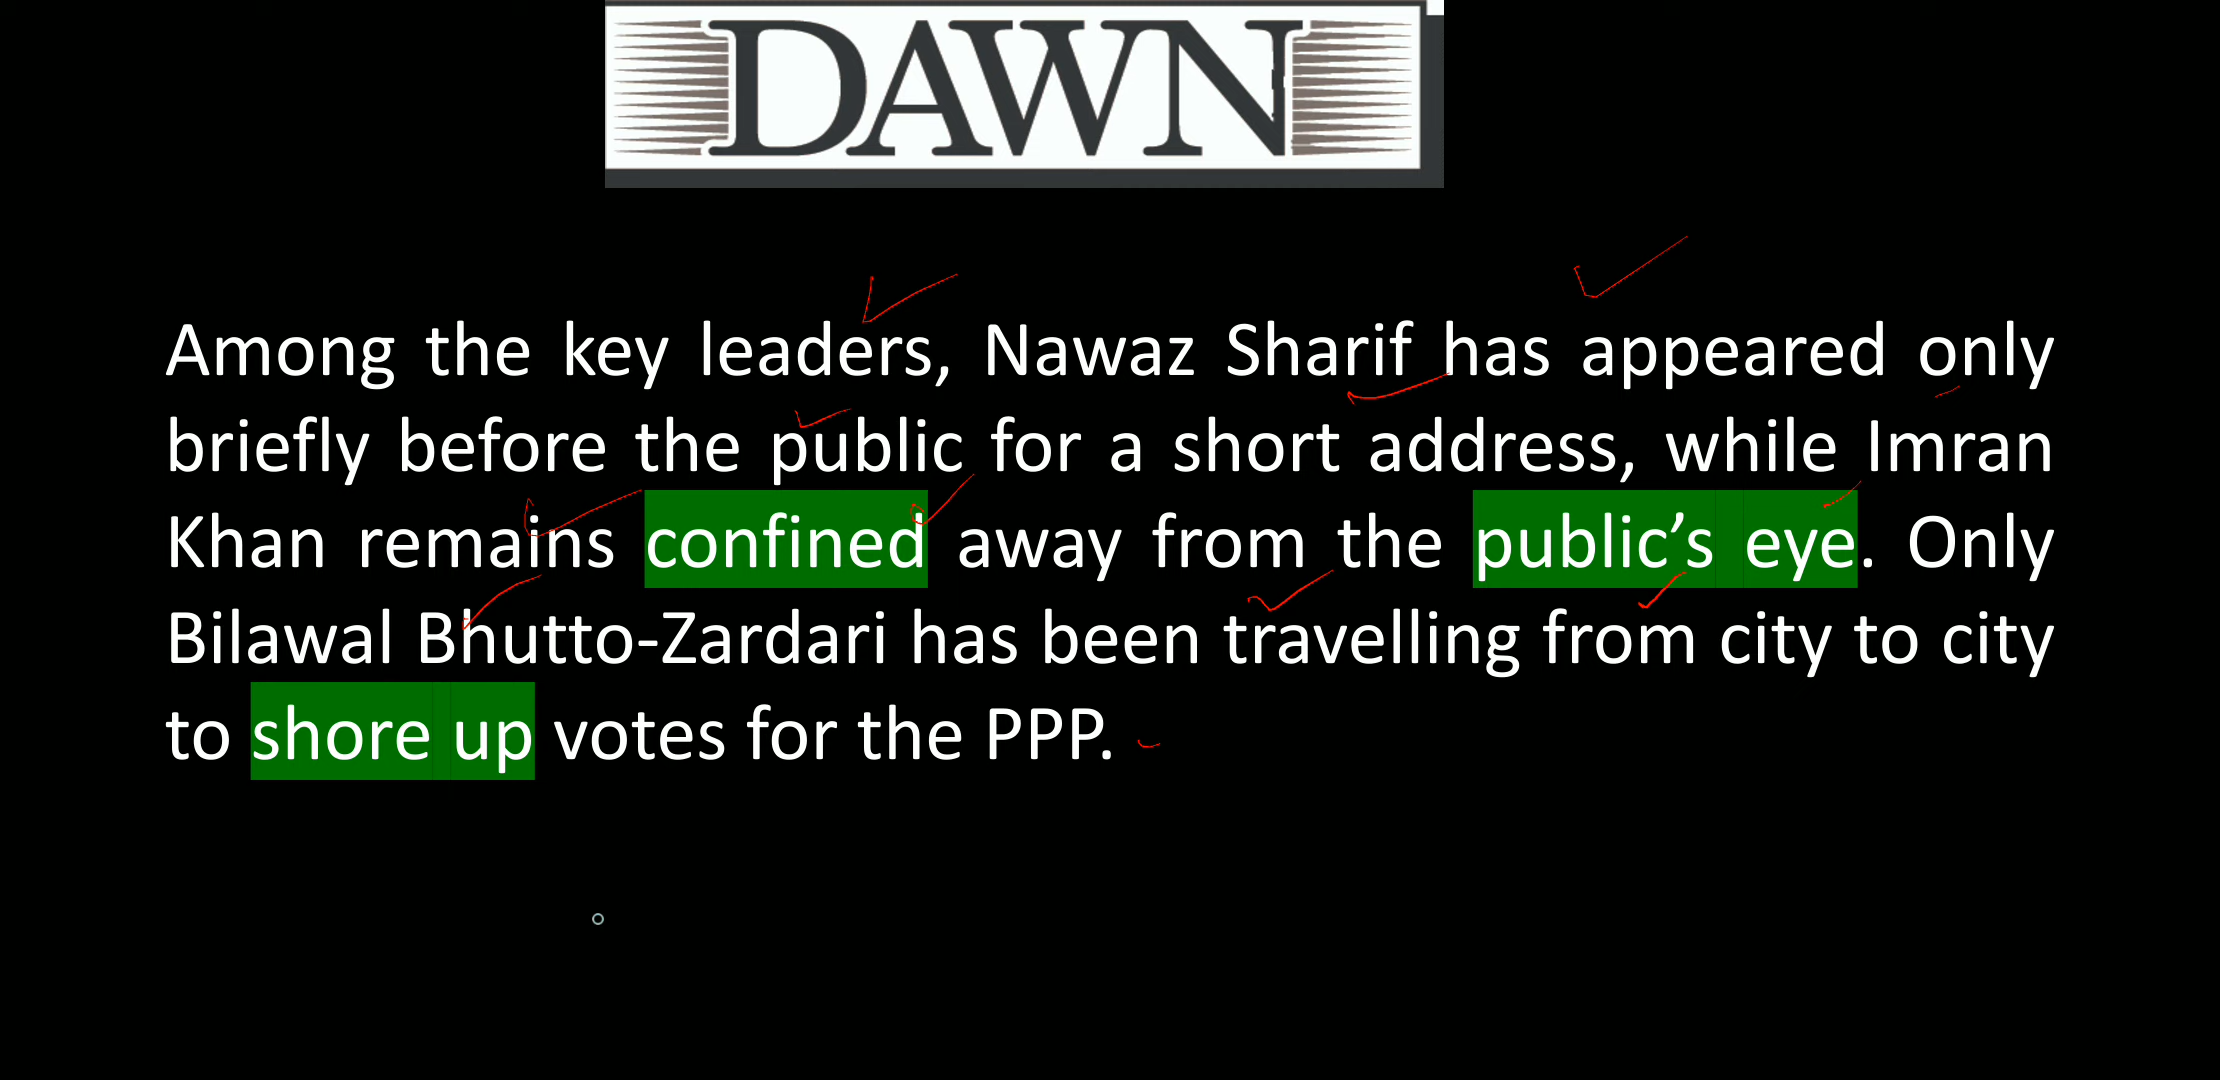 DAWN
Among the key leaders, Nawaz Sharif has appeared only
briefly before the public for a short address, while Imran
Khan remains confined away from the public’s eye. Only
Bilawal Bhutto-Zardari has been travelling from city to city
to shore up votes for the PPP.